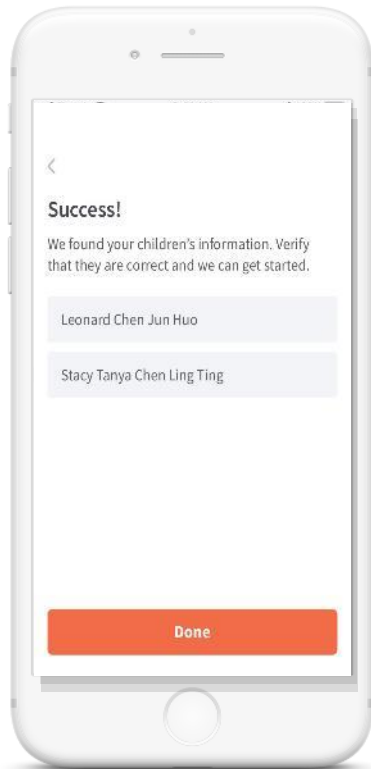 Success!
We found your children's information. Verify
that they are correct and we can get started.
Leonard Chen Jun Huo
Stacy Tanya Chen Ling Ting
Done